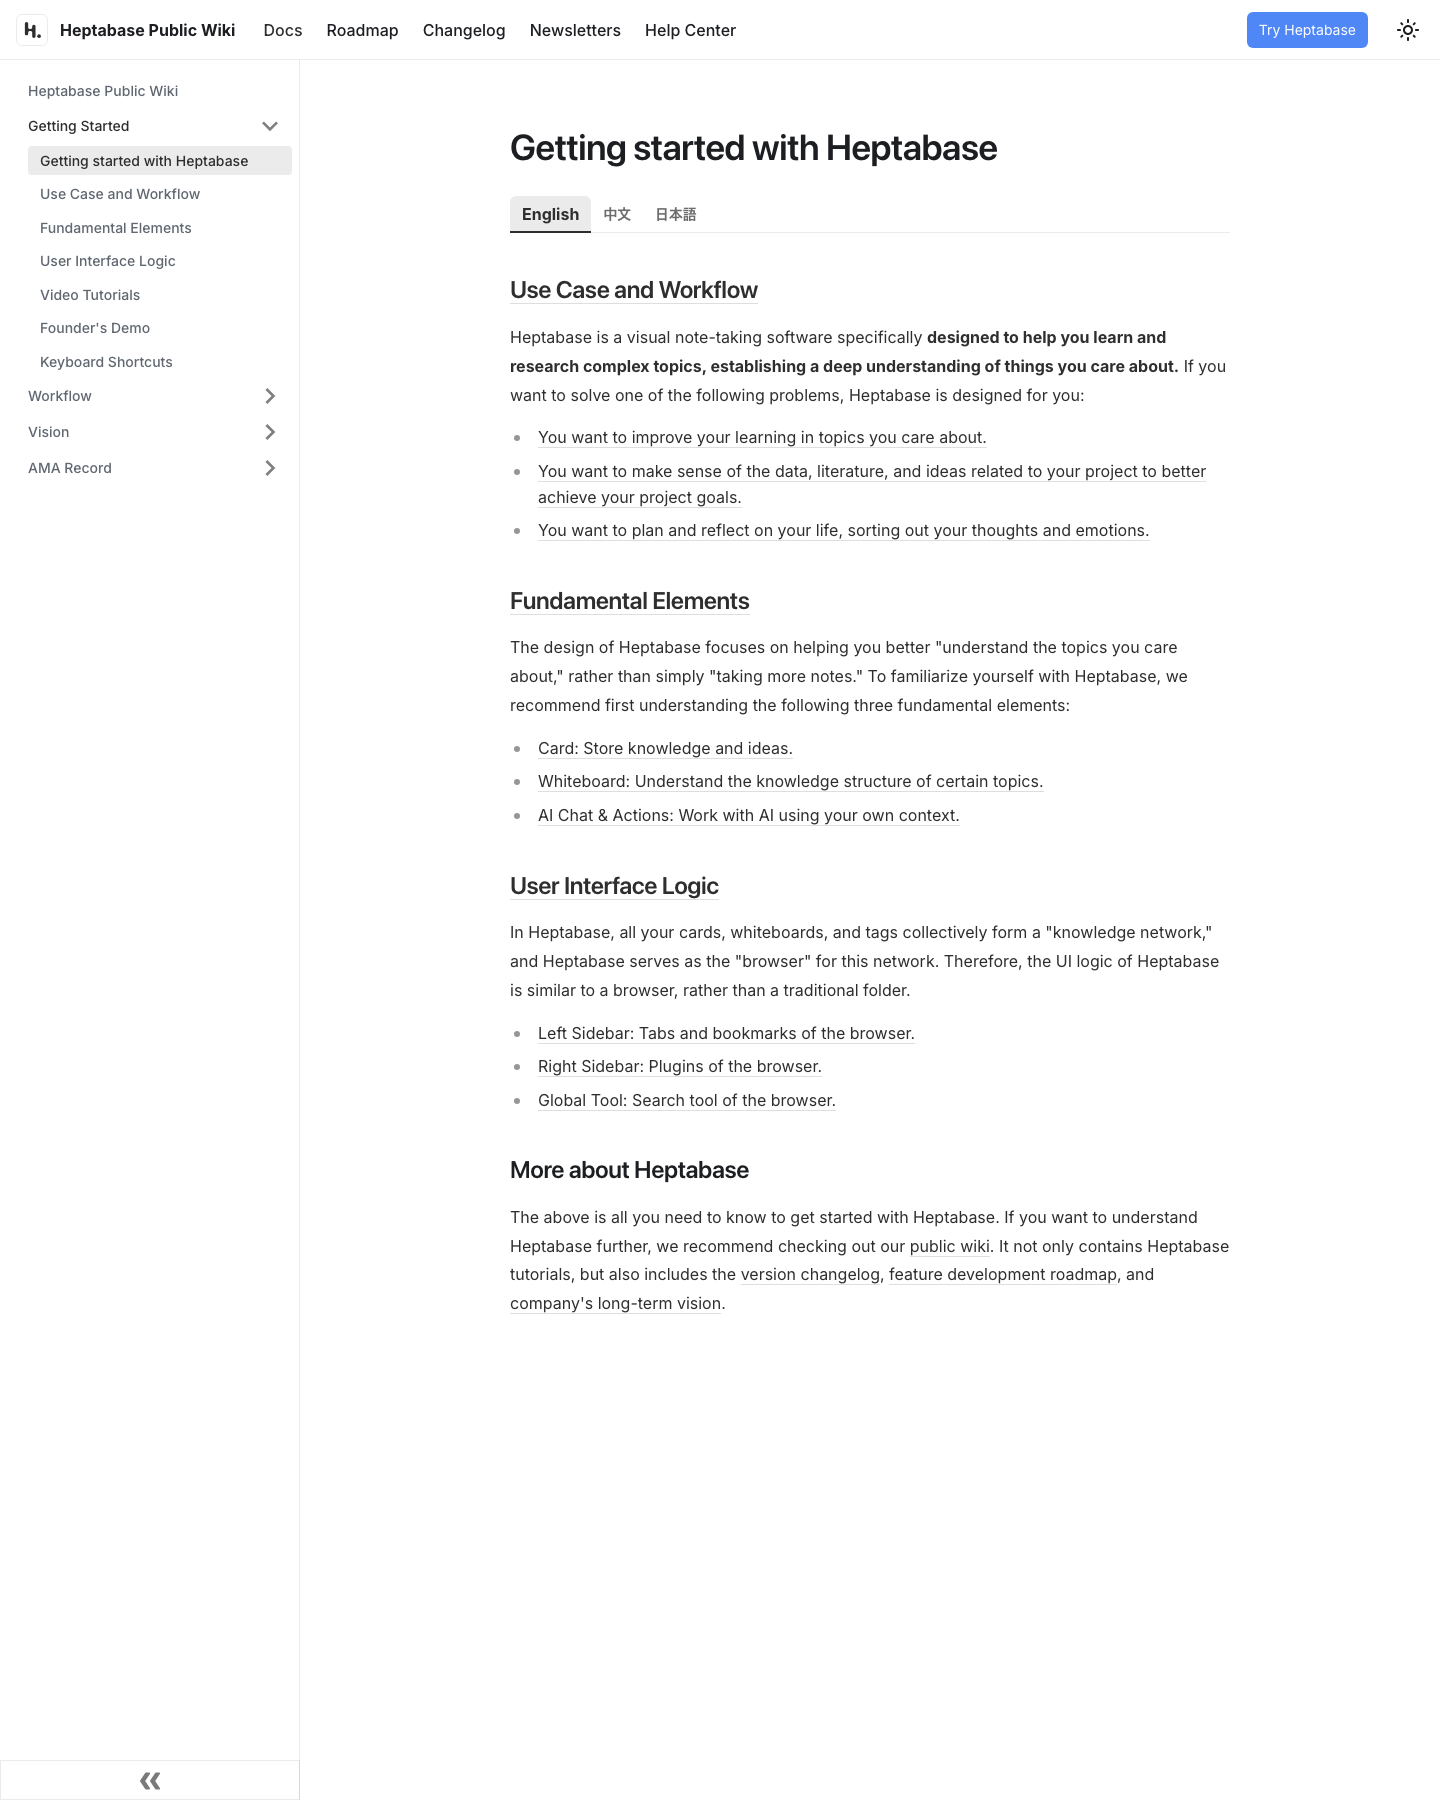 h.
Heptabase Public Wiki
Docs
Roadmap
Changelog
Newsletters
Help Center
Try Heptabase
Heptabase Public Wiki
Getting Started
Getting started with Heptabase
Use Case and Workflow
Fundamental Elements
User Interface Logic
Video Tutorials
Founder's Demo
Keyboard Shortcuts
Workflow
Vision
AMA Record
Getting started with Heptabase
English
中文
日本語
Use Case and Workflow
Heptabase is a visual note-taking software specifically designed to help you learn and
research complex topics, establishing a deep understanding of things you care about. If you
want to solve one of the following problems, Heptabase is designed for you:
You want to improve your learning in topics you care about.
You want to make sense of the data, literature, and ideas related to your project to better
achieve your project goals.
You want to plan and reflect on your life, sorting out your thoughts and emotions.
Fundamental Elements
The design of Heptabase focuses on helping you better "understand the topics you care
about," rather than simply "taking more notes." To familiarize yourself with Heptabase, we
recommend first understanding the following three fundamental elements:
Card: Store knowledge and ideas.
Whiteboard: Understand the knowledge structure of certain topics.
AI Chat & Actions: Work with AI using your own context.
User Interface Logic
In Heptabase, all your cards, whiteboards, and tags collectively form a "knowledge network,"
and Heptabase serves as the "browser" for this network. Therefore, the UI logic of Heptabase
is similar to a browser, rather than a traditional folder.
Left Sidebar: Tabs and bookmarks of the browser.
Right Sidebar: Plugins of the browser.
Global Tool: Search tool of the browser.
More about Heptabase
The above is all you need to know to get started with Heptabase. If you want to understand
Heptabase further, we recommend checking out our public wiki. It not only contains Heptabase
tutorials, but also includes the version changelog, feature development roadmap, and
company's long-term vision.